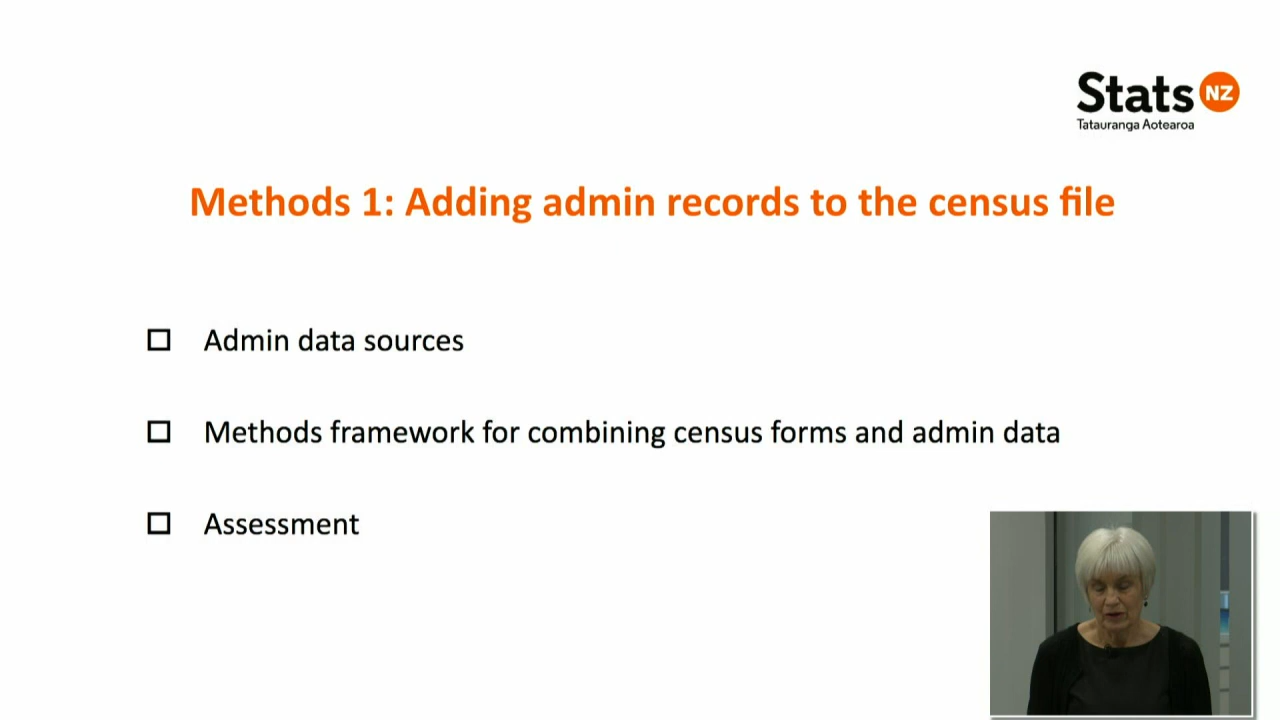 Stats NZ
Tatauranga Aotearoa
Methods 1: Adding admin records to the census file
Admin data sources
Methods framework for combining census forms and admin data
Assessment